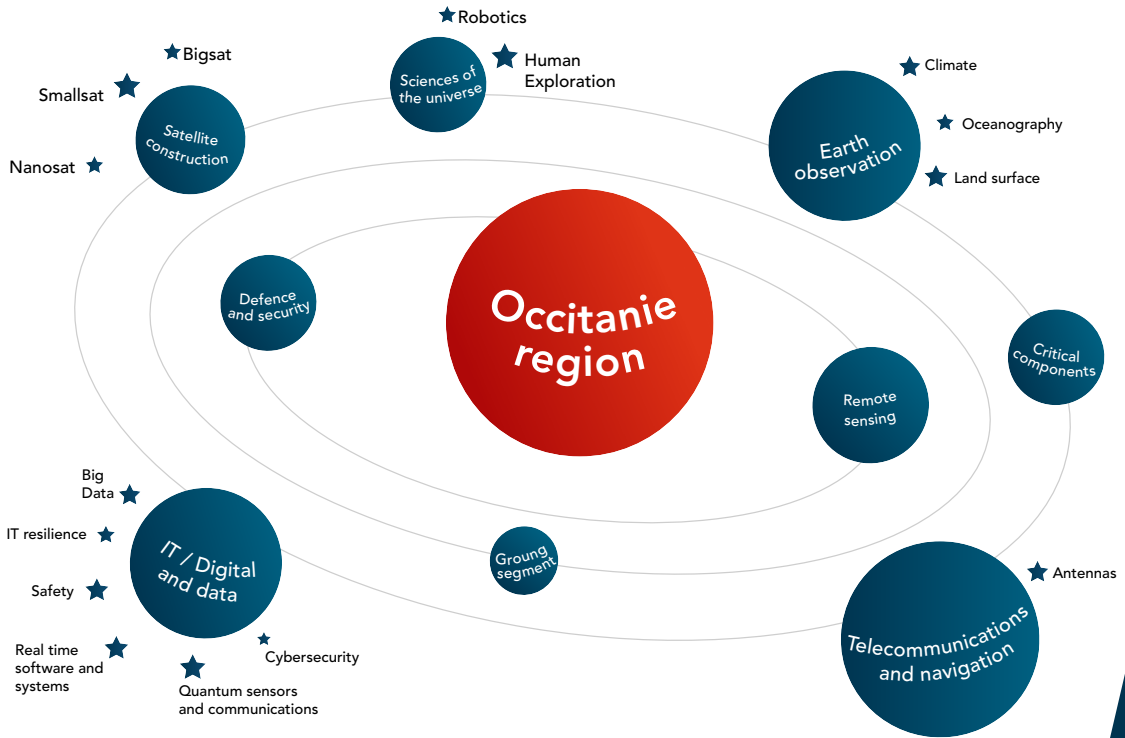 Robotics
Bigsat
Human
Exploration
Sciences of
the universe
Smallsat
Satellite
construction
Nanosat
Climate
Oceanography
Earth
observation
Land surface
Defence
and security
Occitanie
region
Critical
components
Remote
sensing
Big
Data
IT resilience
IT / Digital
and data
Safety
Real time
software and
systems
Quantum sensors
and communications
Cybersecurity
Groung
segment
Antennas
Telecommunications
and navigation